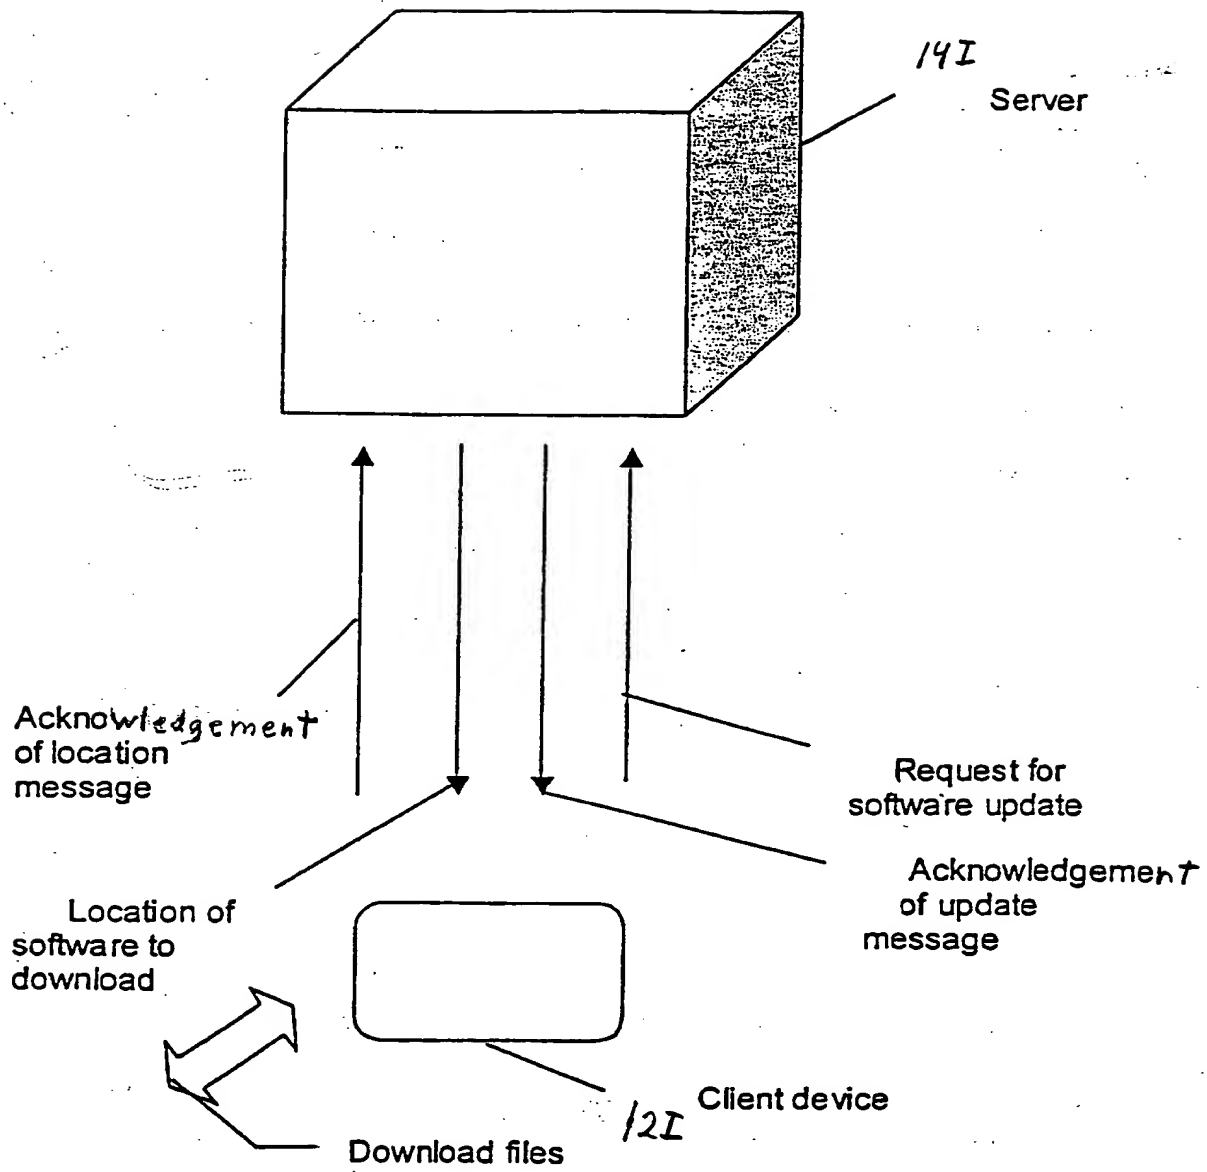 14I
Server
Acknowledgement
of location
message
Request for
software update
Acknowledgement
of update
message
Location of
software to
download
Client device
12I
Download files